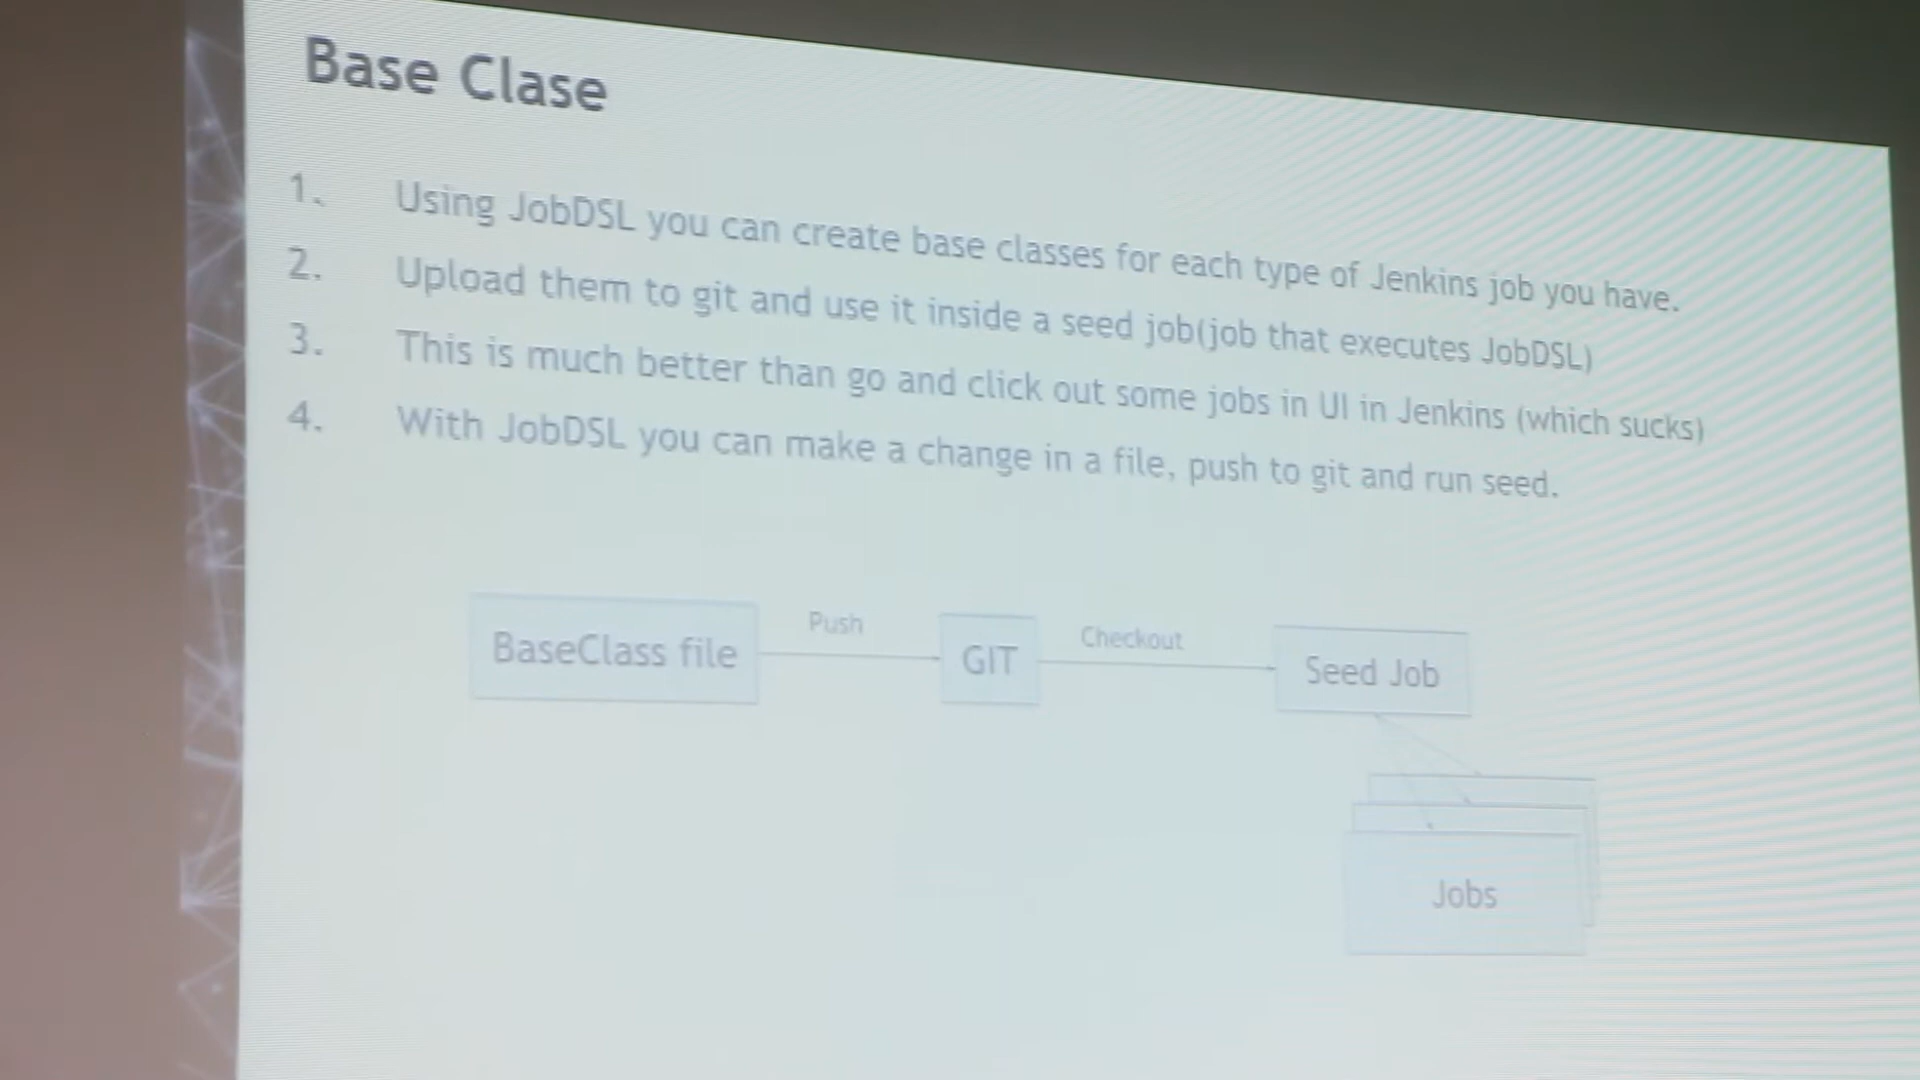 Base Clase
1. Using JobDSL you can create base classes for each type of Jenkins job you have.
2. Upload them to git and use it inside a seed job(job that executes JobDSL)
3. This is much better than go and click out some jobs in UI in Jenkins (which sucks)
4. With JobDSL you can make a change in a file, push to git and run seed.
BaseClass file
Push
GIT
Checkout
Seed Job
Jobs